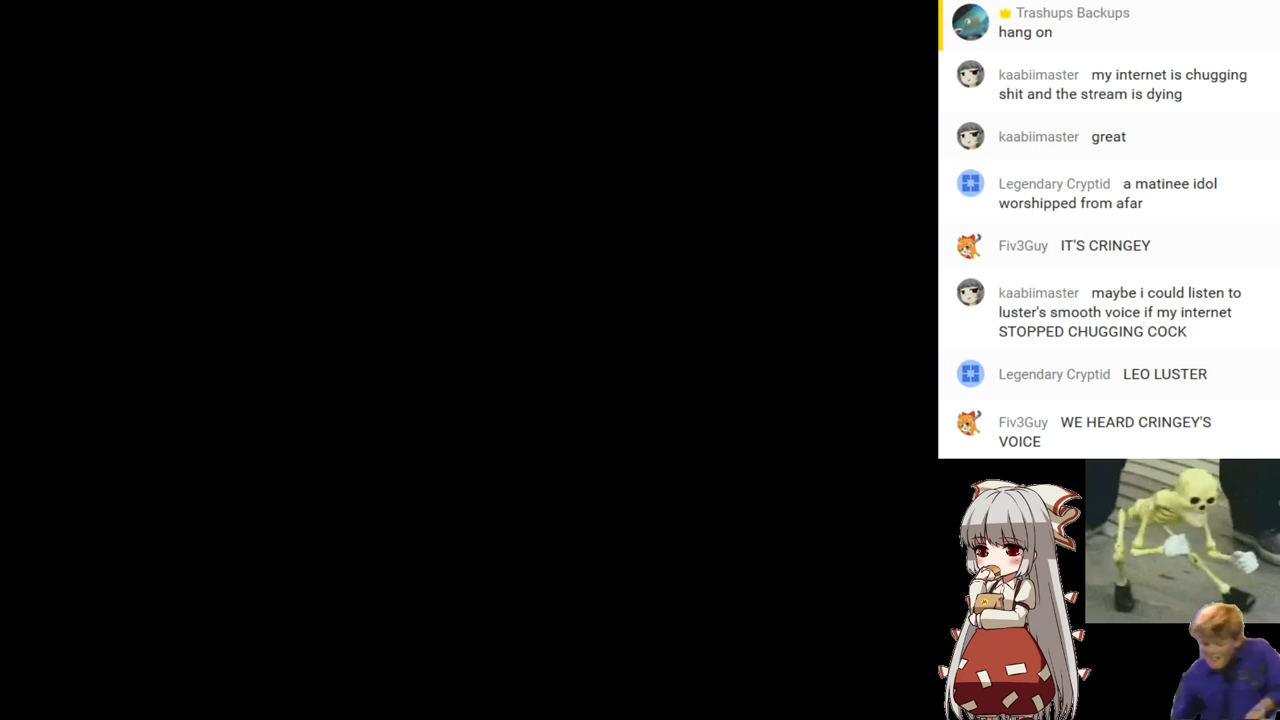 Trashups Backups
hang on
kaabiimaster my internet is chugging
shit and the stream is dying
kaabiimaster great
Legendary Cryptid a matinee idol
worshipped from afar
Fiv3Guy IT'S CRINGEY
kaabiimaster maybe i could listen to
luster's smooth voice if my internet
STOPPED CHUGGING COCK
Legendary Cryptid LEO LUSTER
Fiv3Guy WE HEARD CRINGEY'S
VOICE